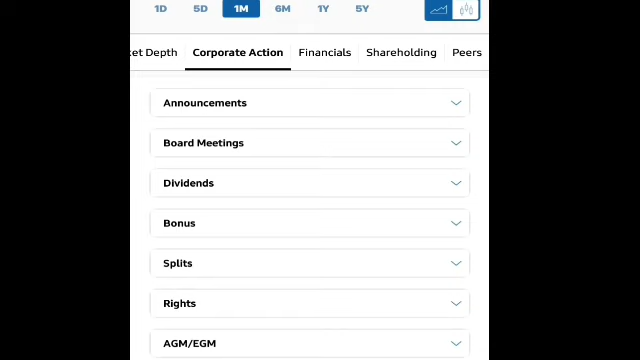 1D 5D 1M 6M 1Y 5Y
ket Depth Corporate Action Financials Shareholding Peers
Announcements
Board Meetings
Dividends
Bonus
Splits
Rights
AGM/EGM